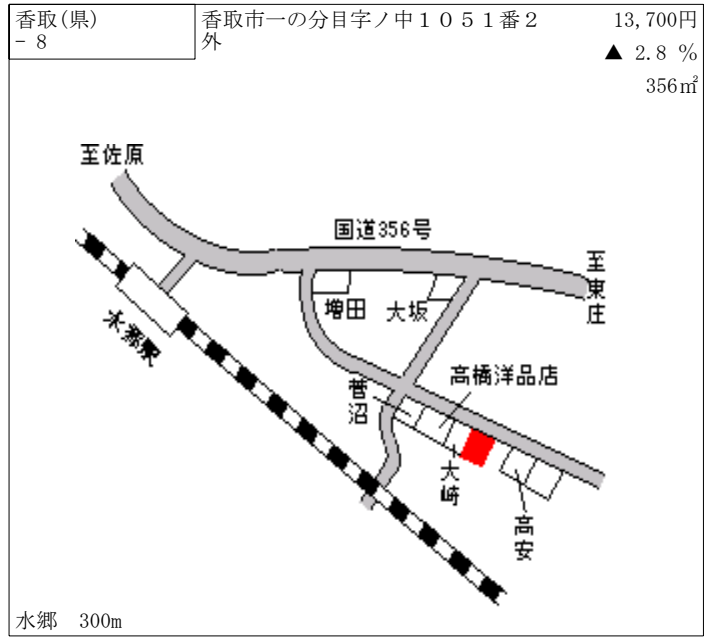 香取(県)
- 8
香取市一の分目字ノ中１０５１番２
外
13,700円
▲ 2.8 %
356㎡
至佐原
国道356号
至東庄
増田
大坂
水郷駅
高橋洋品店
菅沼
大崎
高安
水郷　300m